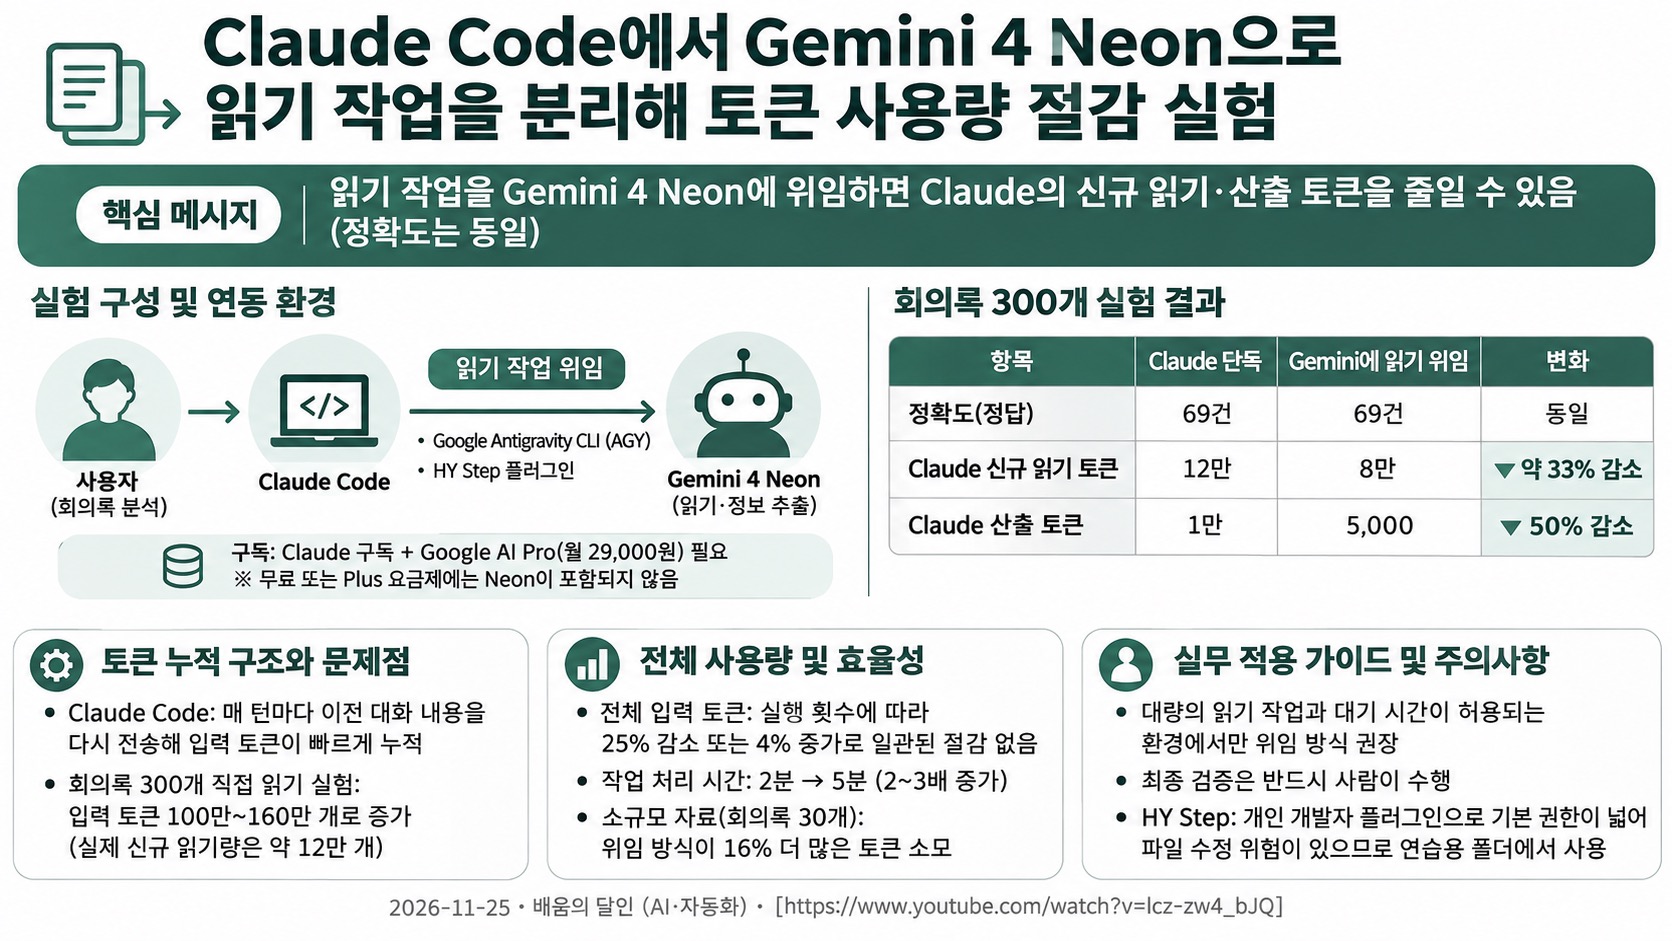 Claude Code에서 Gemini 4 Neon으로
읽기 작업을 분리해 토큰 사용량 절감 실험
핵심 메시지
읽기 작업을 Gemini 4 Neon에 위임하면 Claude의 신규 읽기·산출 토큰을 줄일 수 있음
(정확도는 동일)
실험 구성 및 연동 환경
사용자
(회의록 분석)
Claude Code
읽기 작업 위임
• Google Antigravity CLI (AGY)
• HY Step 플러그인
Gemini 4 Neon
(읽기·정보 추출)
구독: Claude 구독 + Google AI Pro(월 29,000원) 필요
※ 무료 또는 Plus 요금제에는 Neon이 포함되지 않음
회의록 300개 실험 결과
항목 Claude 단독 Gemini에 읽기 위임 변화
정확도(정답) 69건 69건 동일
Claude 신규 읽기 토큰 12만 8만 ▼ 약 33% 감소
Claude 산출 토큰 1만 5,000 ▼ 50% 감소
토큰 누적 구조와 문제점
• Claude Code: 매 턴마다 이전 대화 내용을
다시 전송해 입력 토큰이 빠르게 누적
• 회의록 300개 직접 읽기 실험:
입력 토큰 100만~160만 개로 증가
(실제 신규 읽기량은 약 12만 개)
전체 사용량 및 효율성
• 전체 입력 토큰: 실행 횟수에 따라
25% 감소 또는 4% 증가로 일관된 절감 없음
• 작업 처리 시간: 2분 → 5분 (2~3배 증가)
• 소규모 자료(회의록 30개):
위임 방식이 16% 더 많은 토큰 소모
실무 적용 가이드 및 주의사항
• 대량의 읽기 작업과 대기 시간이 허용되는
환경에서만 위임 방식 권장
• 최종 검증은 반드시 사람이 수행
• HY Step: 개인 개발자 플러그인으로 기본 권한이 넓어
파일 수정 위험이 있으므로 연습용 폴더에서 사용
2026-11-25 • 배움의 달인 (AI·자동화) • [https://www.youtube.com/watch?v=lcz-zw4_bJQ]